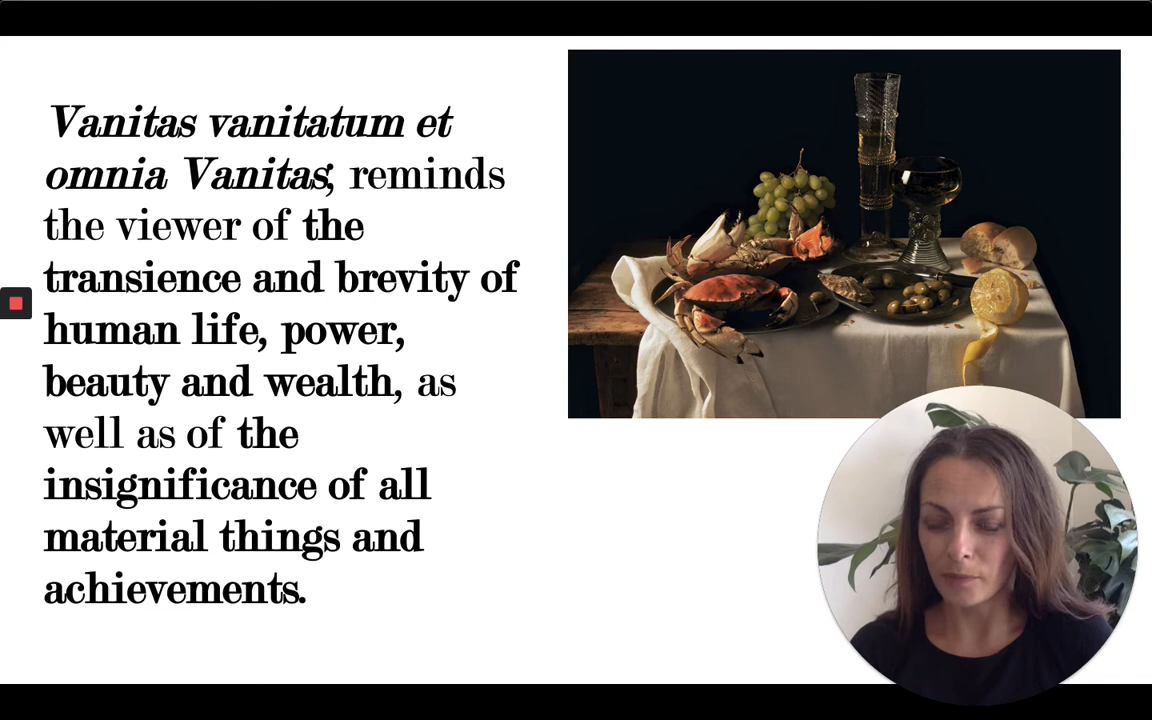 Vanitas vanitatum et
omnia Vanitas; reminds
the viewer of the
transience and brevity of
human life, power,
beauty and wealth, as
well as of the
insignificance of all
material things and
achievements.